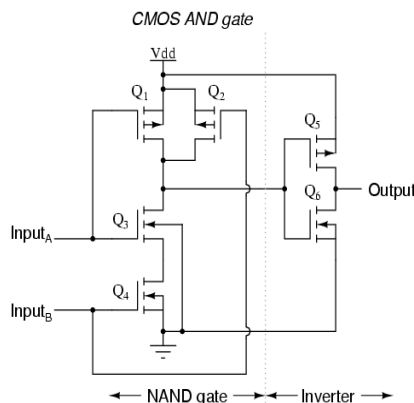 CMOS AND gate
Vdd
Q1
Q2
Q5
Q3
Q6
Output
InputA
Q4
InputB
NAND gate
Inverter